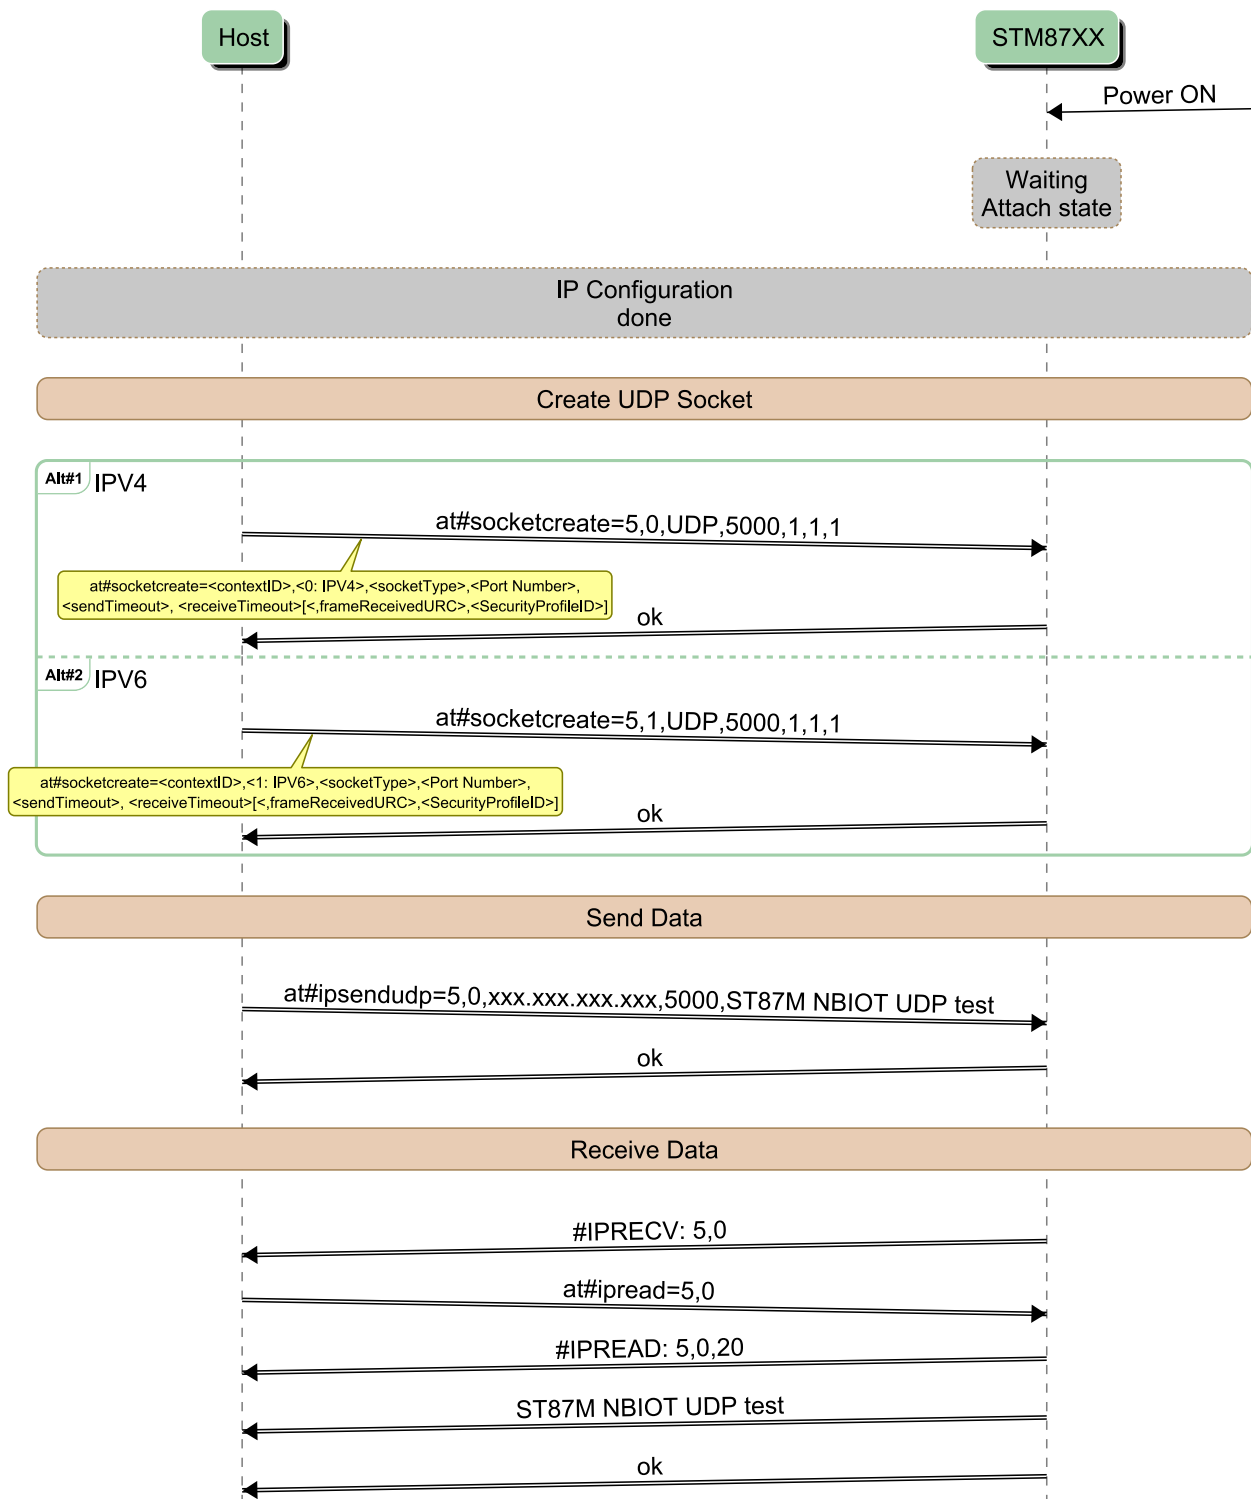 Host
STM87XX
Power ON
Waiting
Attach state
IP Configuration
done
Create UDP Socket
Alt#1 IPV4
at#socketcreate=5,0,UDP,5000,1,1,1
at#socketcreate=<contextID>,<0: IPV4>,<socketType>,<Port Number>,
<sendTimeout>, <receiveTimeout>[<,frameReceivedURC>,<SecurityProfileID>]
ok
Alt#2 IPV6
at#socketcreate=5,1,UDP,5000,1,1,1
at#socketcreate=<contextID>,<1: IPV6>,<socketType>,<Port Number>,
<sendTimeout>, <receiveTimeout>[<,frameReceivedURC>,<SecurityProfileID>]
ok
Send Data
at#ipsendudp=5,0,xxx.xxx.xxx.xxx,5000,ST87M NBIOT UDP test
ok
Receive Data
#IPRECV: 5,0
at#ipread=5,0
#IPREAD: 5,0,20
ST87M NBIOT UDP test
ok